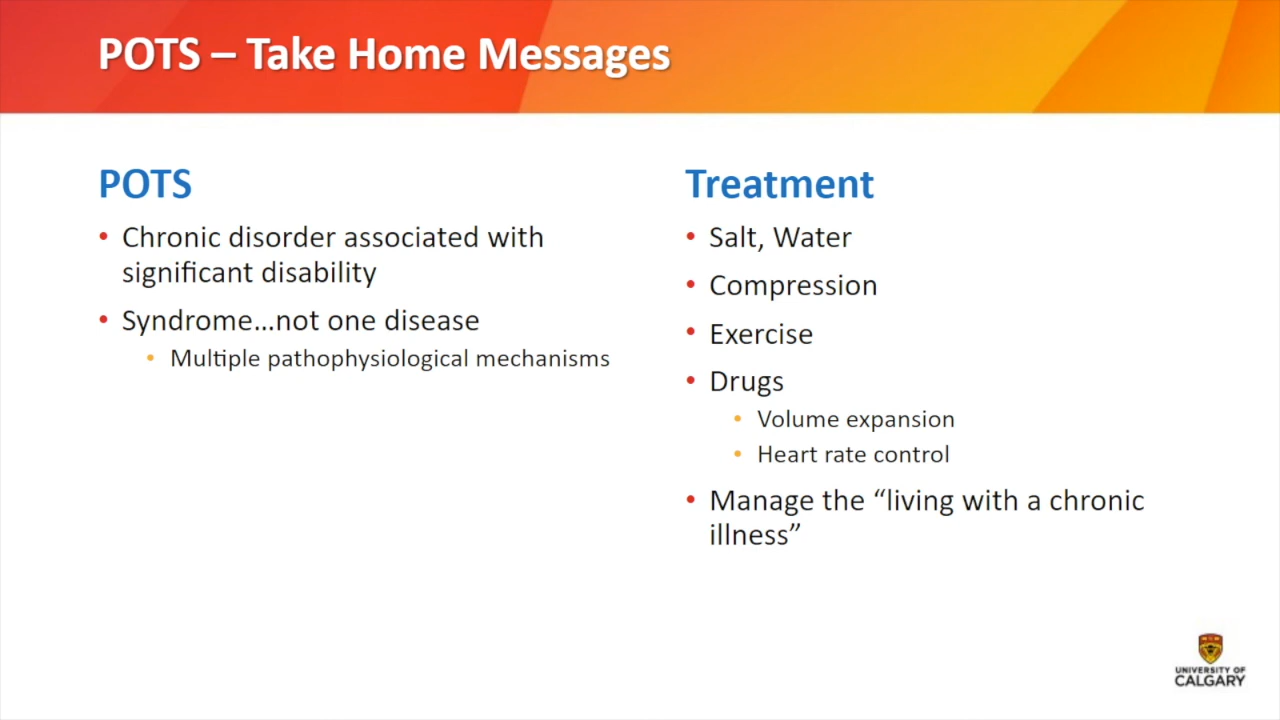 POTS – Take Home Messages
POTS
• Chronic disorder associated with
significant disability
• Syndrome...not one disease
• Multiple pathophysiological mechanisms
Treatment
• Salt, Water
• Compression
• Exercise
• Drugs
• Volume expansion
• Heart rate control
• Manage the “living with a chronic
illness”
UNIVERSITY OF
CALGARY